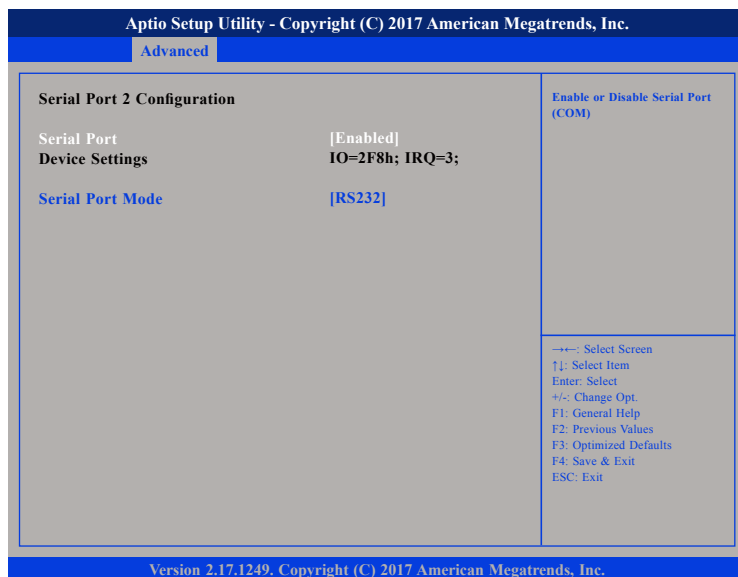 Aptio Setup Utility - Copyright (C) 2017 American Megatrends, Inc.
Advanced
Serial Port 2 Configuration
Serial Port [Enabled]
Device Settings IO=2F8h; IRQ=3;
Serial Port Mode [RS232]
Enable or Disable Serial Port
(COM)
→←: Select Screen
↑↓: Select Item
Enter: Select
+/-: Change Opt.
F1: General Help
F2: Previous Values
F3: Optimized Defaults
F4: Save & Exit
ESC: Exit
Version 2.17.1249. Copyright (C) 2017 American Megatrends, Inc.